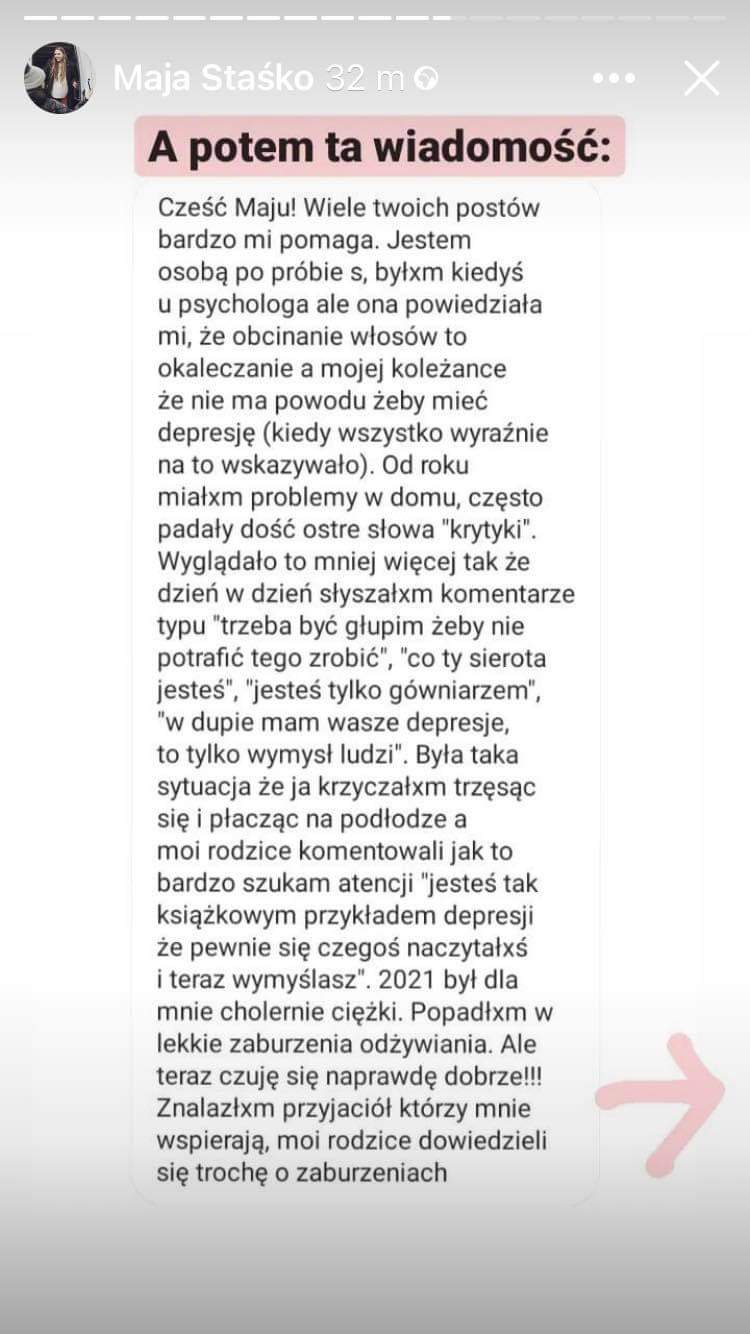 Maja Staśko 32 m
A potem ta wiadomość:
Cześć Maju! Wiele twoich postów
bardzo mi pomaga. Jestem
osobą po próbie s, byłxm kiedyś
u psychologa ale ona powiedziała
mi, że obcinanie włosów to
okaleczanie a mojej koleżance
że nie ma powodu żeby mieć
depresję (kiedy wszystko wyraźnie
na to wskazywało). Od roku
miałxm problemy w domu, często
padały dość ostre słowa "krytyki".
Wyglądało to mniej więcej tak że
dzień w dzień słyszałxm komentarze
typu "trzeba być głupim żeby nie
potrafić tego zrobić", "co ty sierota
jesteś", "jesteś tylko gówniarzem",
"w dupie mam wasze depresje,
to tylko wymysł ludzi". Była taka
sytuacja że ja krzyczałxm trzęsąc
się i płacząc na podłodze a
moi rodzice komentowali jak to
bardzo szukam atencji "jesteś tak
książkowym przykładem depresji
że pewnie się czegoś naczytałxś
i teraz wymyślasz". 2021 był dla
mnie cholernie ciężki. Popadłxm w
lekkie zaburzenia odżywiania. Ale
teraz czuję się naprawdę dobrze!!!
Znalazłxm przyjaciół którzy mnie
wspierają, moi rodzice dowiedzieli
się trochę o zaburzeniach